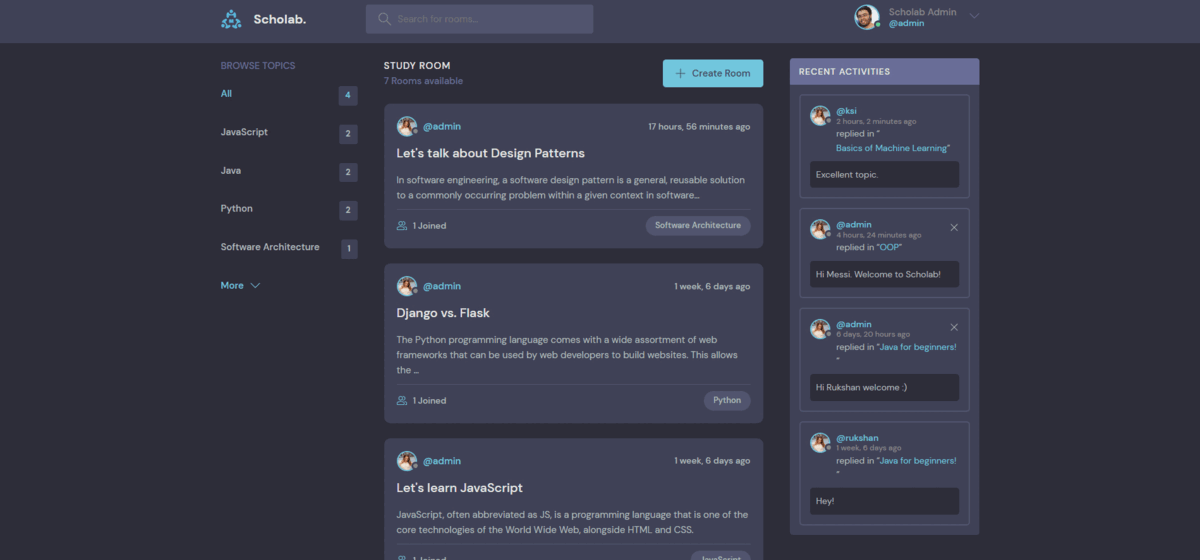 Scholab.
Search for rooms...
Scholab Admin
@admin
BROWSE TOPICS
All
4
JavaScript
2
Java
2
Python
2
Software Architecture
1
More
STUDY ROOM
7 Rooms available
Create Room
@admin
17 hours, 56 minutes ago
Let's talk about Design Patterns
In software engineering, a software design pattern is a general, reusable solution
to a commonly occurring problem within a given context in software...
1 Joined
Software Architecture
@admin
1 week, 6 days ago
Django vs. Flask
The Python programming language comes with a wide assortment of web
frameworks that can be used by web developers to build websites. This allows
the ...
1 Joined
Python
@admin
1 week, 6 days ago
Let's learn JavaScript
JavaScript, often abbreviated as JS, is a programming language that is one of the
core technologies of the World Wide Web, alongside HTML and CSS.
1 Joined
JavaScript
RECENT ACTIVITIES
@ksi
2 hours, 2 minutes ago
replied in "
Basics of Machine Learning"
Excellent topic.
@admin
4 hours, 24 minutes ago
replied in "OOP"
Hi Messi. Welcome to Scholab!
@admin
6 days, 20 hours ago
replied in "Java for beginners!
"
Hi Rukshan welcome :)
@rukshan
1 week, 6 days ago
replied in "Java for beginners!
"
Hey!